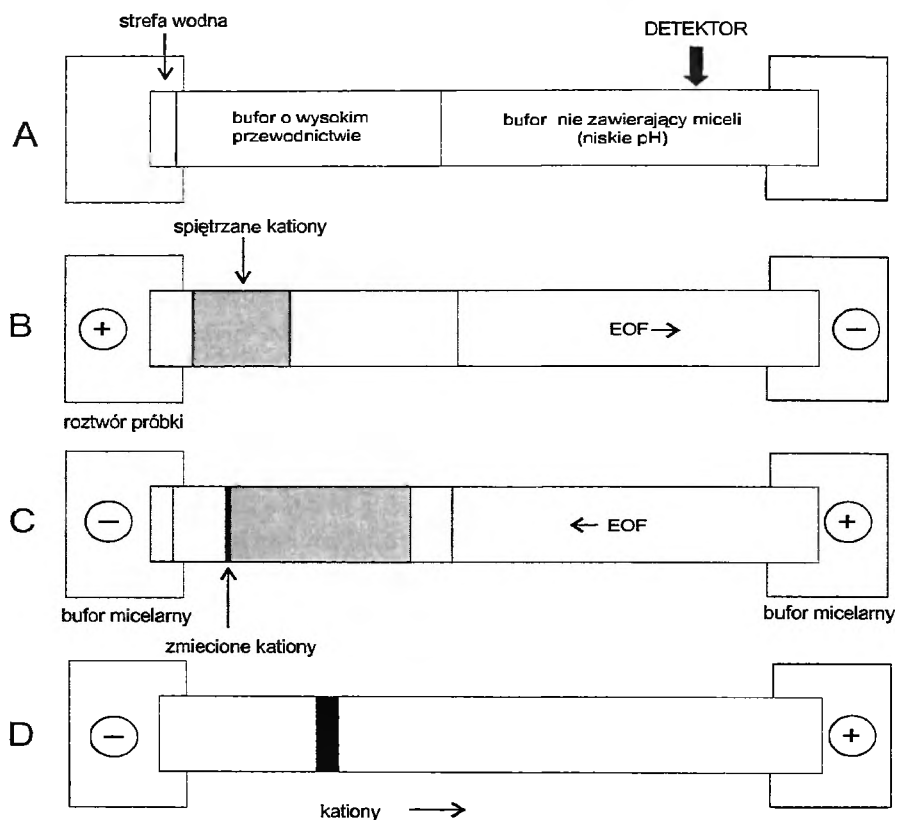 strefa wodna
DETEKTOR
A
bufor o wysokim
przewodnictwie
bufor nie zawierający miceli
(niskie pH)
spiętrzane kationy
B
+
EOF→
−
roztwór próbki
C
−
← EOF
+
bufor micelarny
bufor micelarny
zmiecione kationy
D
−
+
kationy →